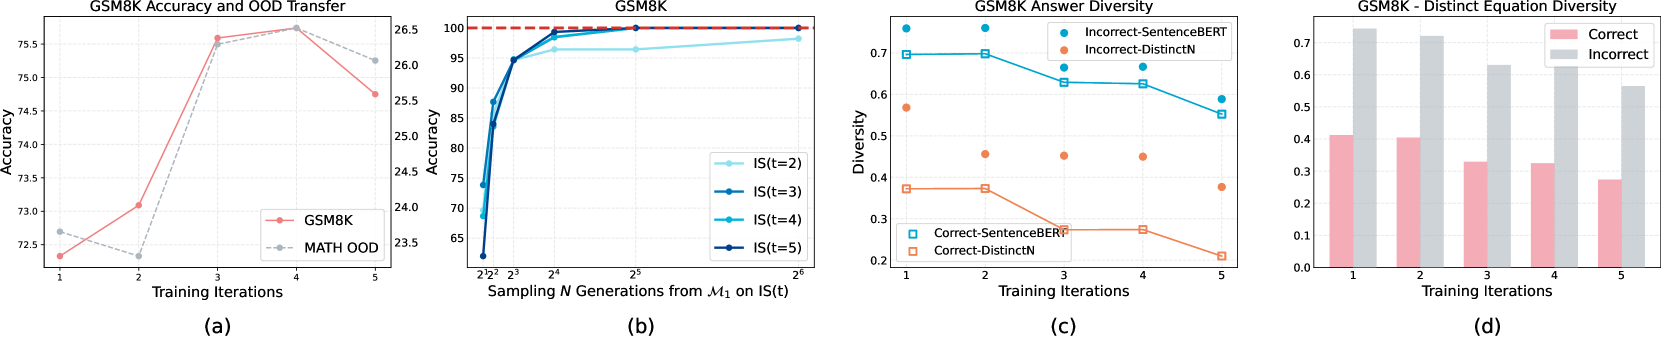 GSM8K Accuracy and OOD Transfer
Accuracy
75.5
75.0
74.5
74.0
73.5
73.0
72.5
26.5
26.0
25.5
25.0
24.5
24.0
23.5
GSM8K
MATH OOD
1 2 3 4 5
Training Iterations
(a)
GSM8K
Accuracy
100
95
90
85
80
75
70
65
IS(t=2)
IS(t=3)
IS(t=4)
IS(t=5)
2¹ 2² 2³ 2⁴ 2⁵ 2⁶
Sampling N Generations from ℳ₁ on IS(t)
(b)
GSM8K Answer Diversity
Diversity
0.7
0.6
0.5
0.4
0.3
0.2
Incorrect-SentenceBERT
Incorrect-DistinctN
Correct-SentenceBERT
Correct-DistinctN
1 2 3 4 5
Training Iterations
(c)
GSM8K - Distinct Equation Diversity
0.7
0.6
0.5
0.4
0.3
0.2
0.1
0.0
Correct
Incorrect
1 2 3 4 5
Training Iterations
(d)